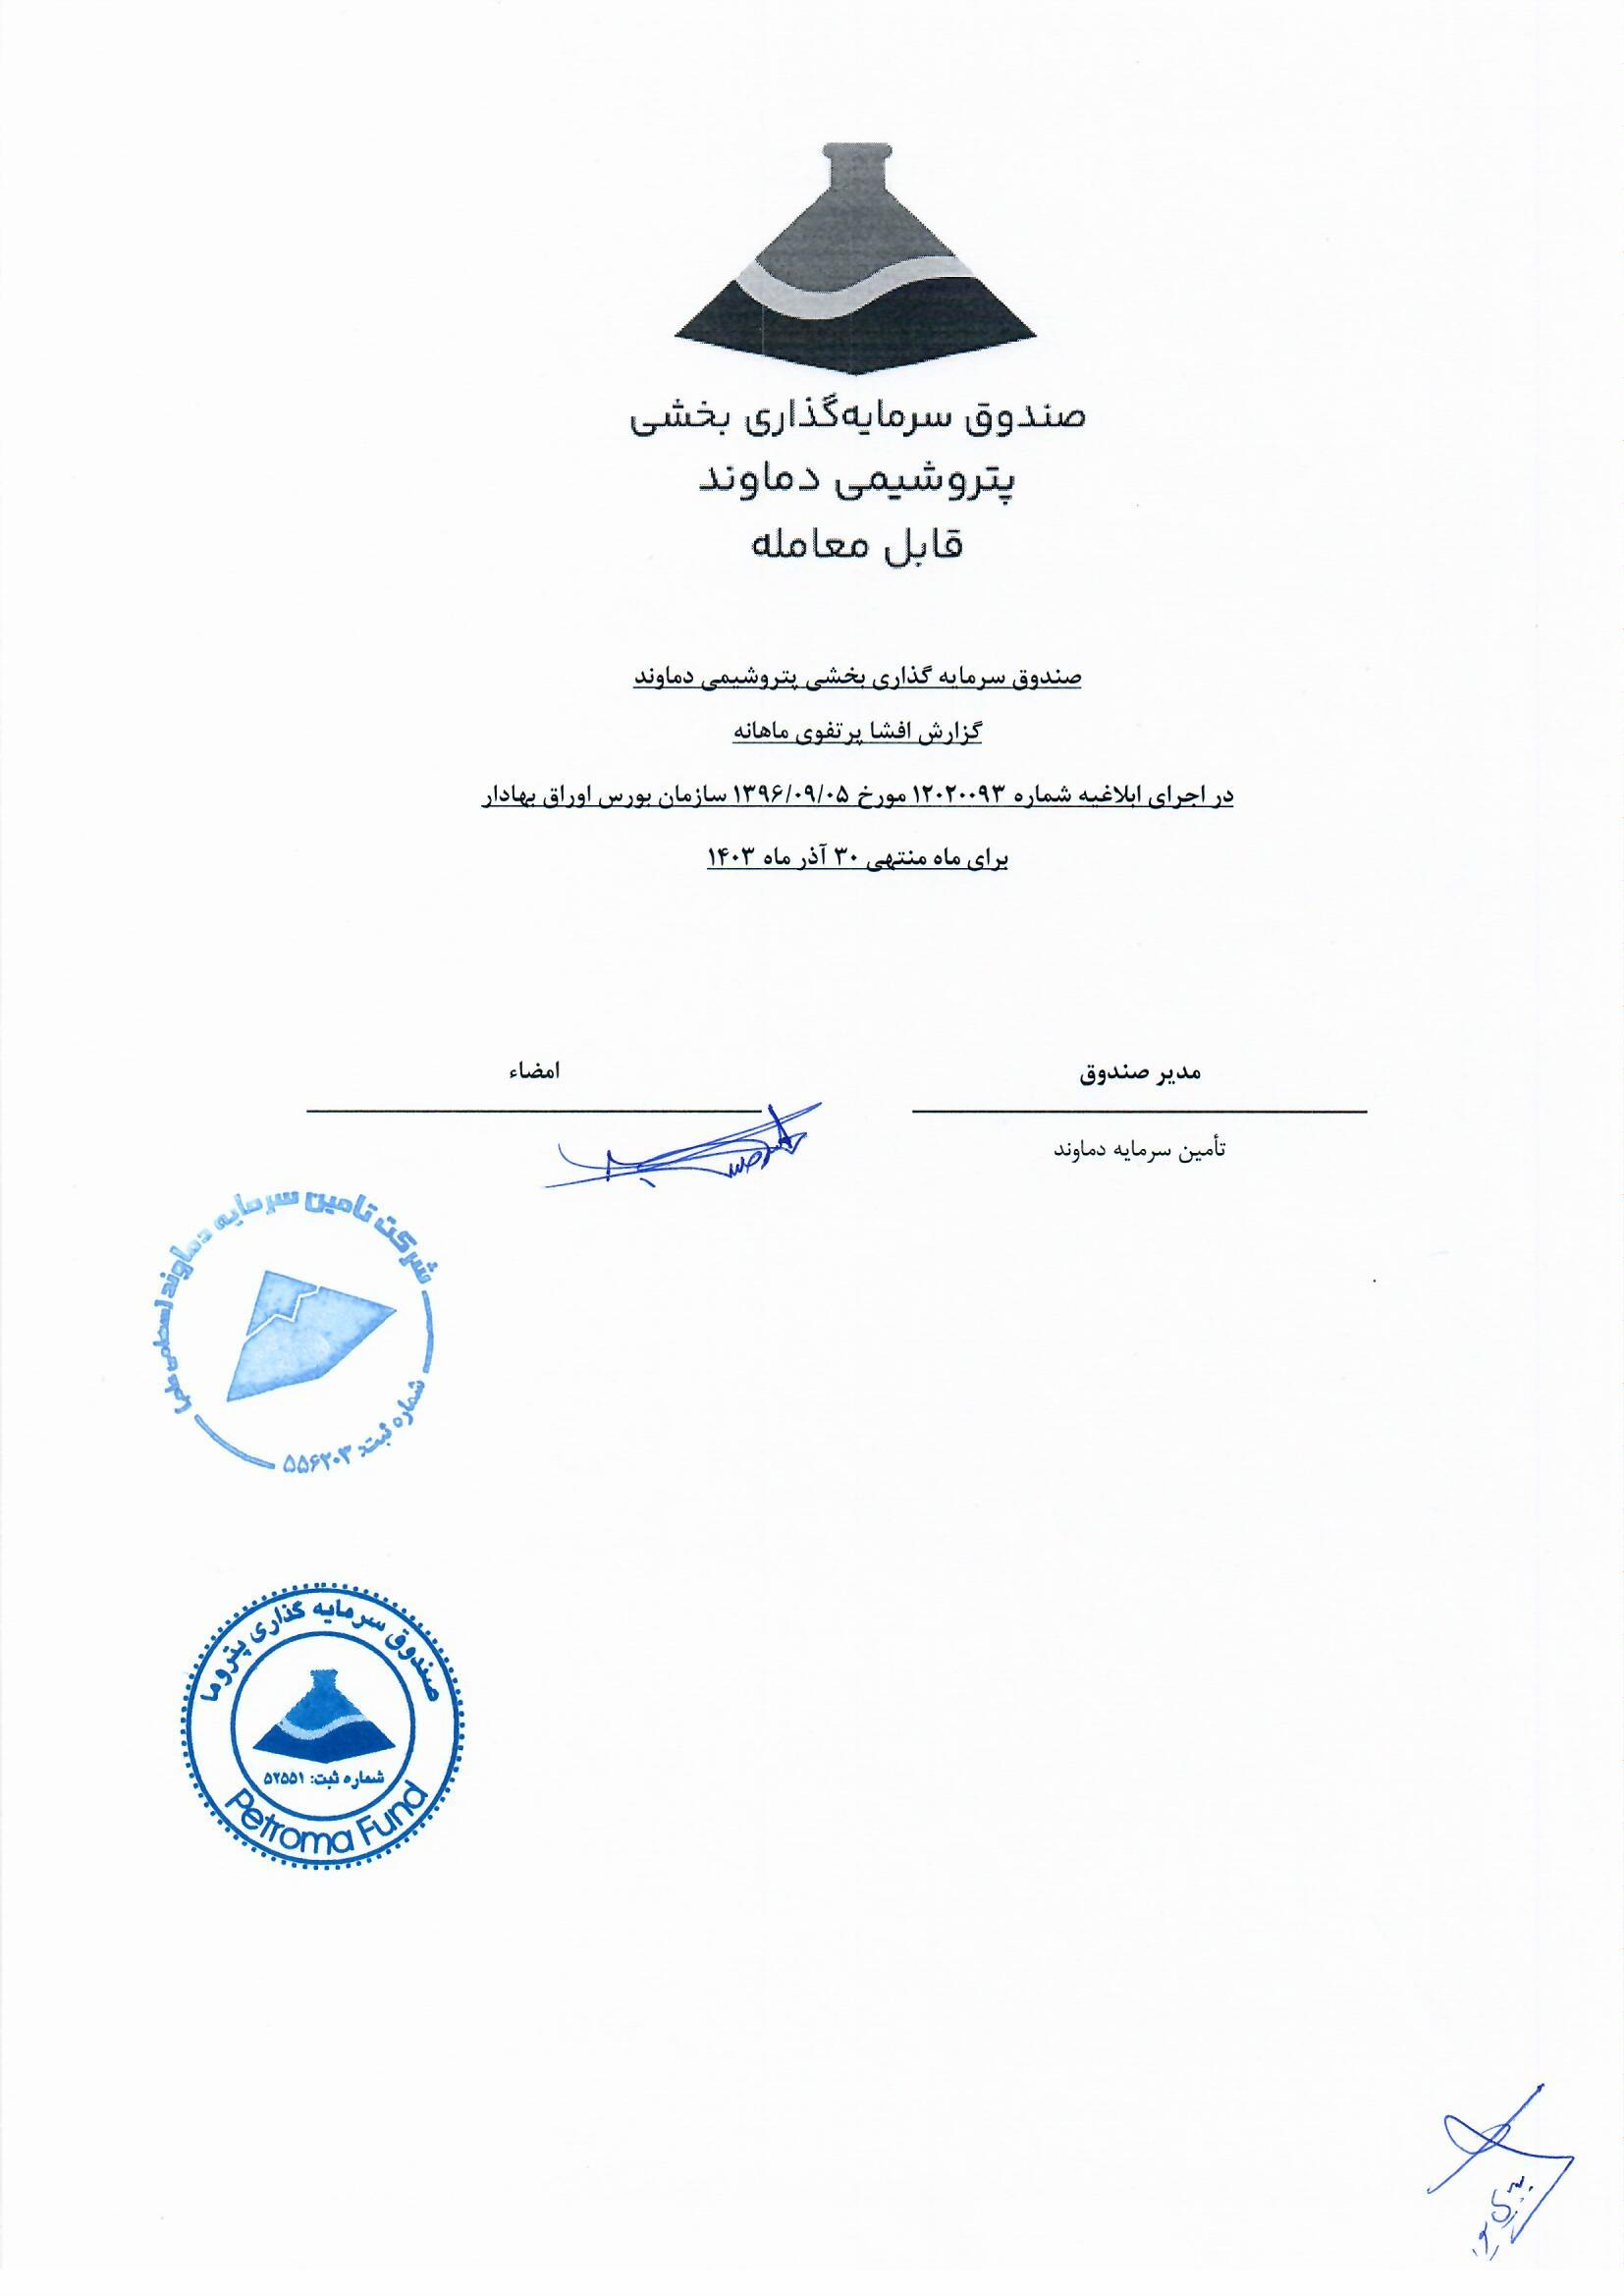 صندوق سرمایه‌گذاری بخشی
پتروشیمی دماوند
قابل معامله
صندوق سرمایه گذاری بخشی پتروشیمی دماوند
گزارش افشا پرتفوی ماهانه
در اجرای ابلاغیه شماره ۱۲۰۲۰۰۹۳ مورخ ۱۳۹۶/۰۹/۰۵ سازمان بورس اوراق بهادار
برای ماه منتهی ۳۰ آذر ماه ۱۴۰۳
مدیر صندوق
امضاء
تأمین سرمایه دماوند
شرکت تامین سرمایه دماوند (سهامی عام)
شماره ثبت: ۵۵۶۲۰۳
صندوق سرمایه گذاری پتروما
شماره ثبت: ۵۲۵۵۱
Petroma Fund